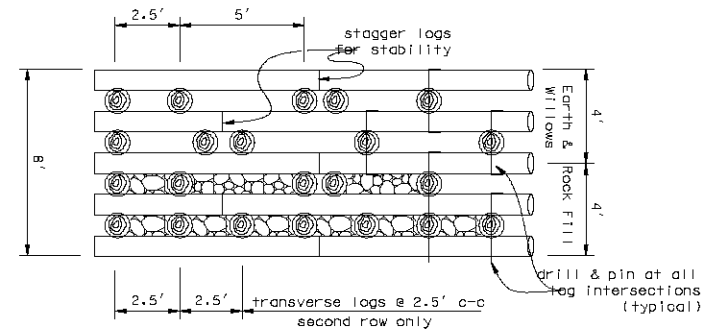 2.5'
5'
stagger logs
for stability
8'
Earth &
Willows
4'
Rock Fill
4'
drill & pin at all
log intersections
(typical)
2.5'
2.5'
transverse logs @ 2.5' c-c
second row only